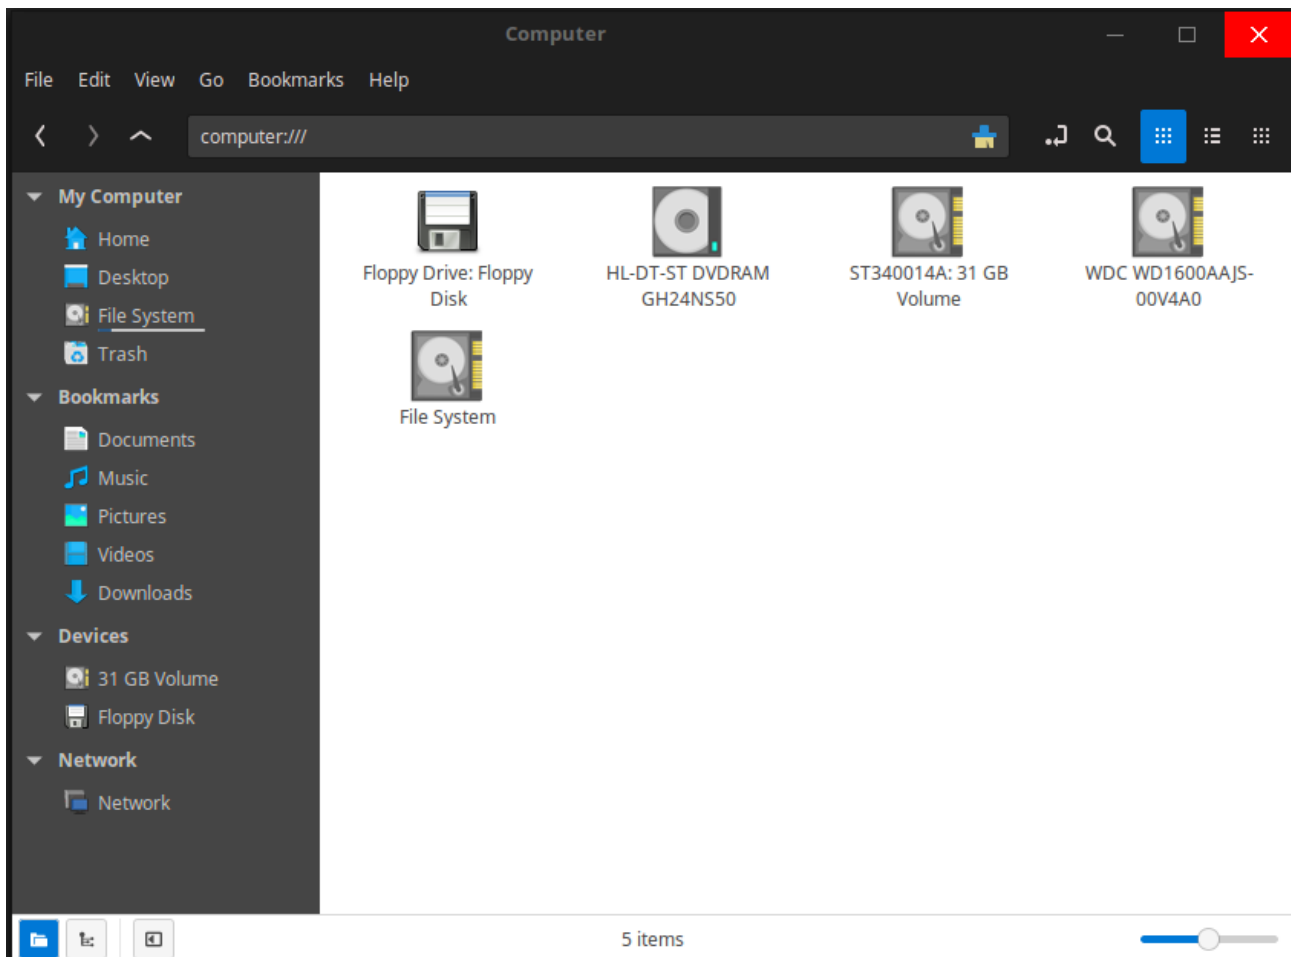 Computer
File Edit View Go Bookmarks Help
computer:///
My Computer
Home
Desktop
File System
Trash
Bookmarks
Documents
Music
Pictures
Videos
Downloads
Devices
31 GB Volume
Floppy Disk
Network
Network
Floppy Drive: Floppy
Disk
HL-DT-ST DVDRAM
GH24NS50
ST340014A: 31 GB
Volume
WDC WD1600AAJS-
00V4A0
File System
5 items